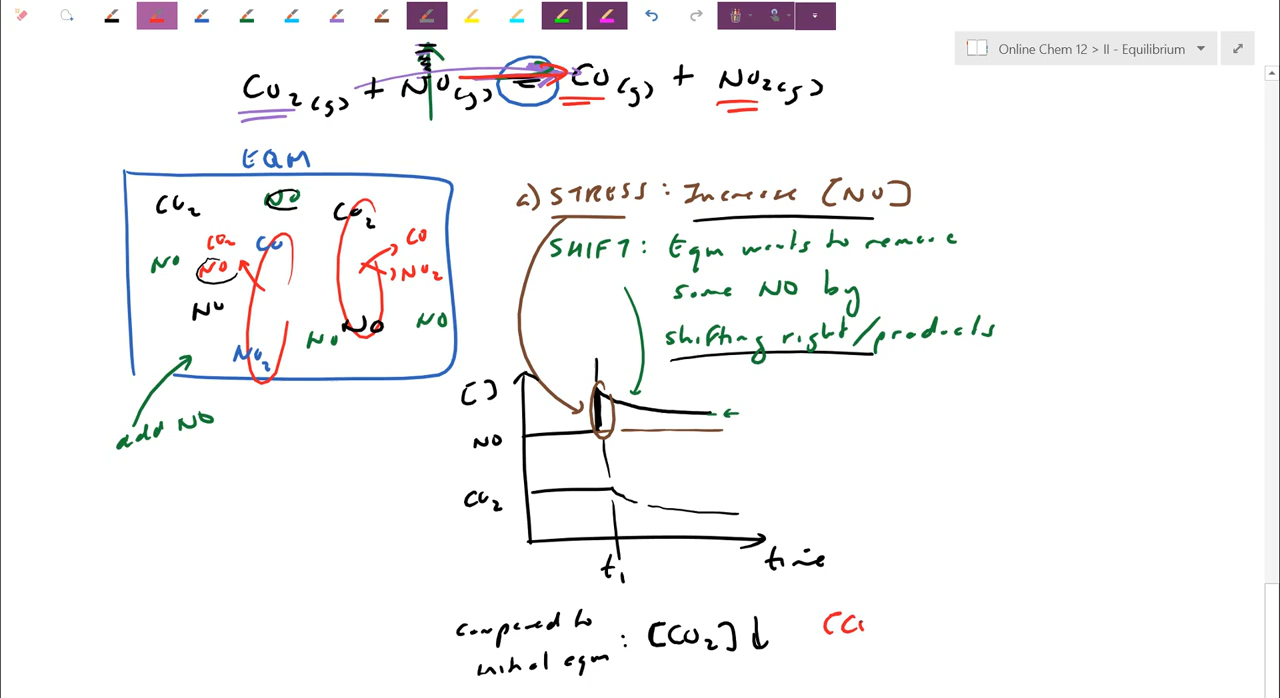 Online Chem 12 > II - Equilibrium
CO2(g) + NO(g) ⇌ CO(g) + NO2(g)
EQM
CO2 NO CO2
CO2 CO CO
NO NO NO2
NO NO NO
NO2 NO
add NO
a) STRESS : Increase [NO]
SHIFT : Eqm wants to remove
some NO by
shifting right/products
[ ]
NO
CO2
t1
time
compared to
initial eqm : [CO2] ↓ [CO